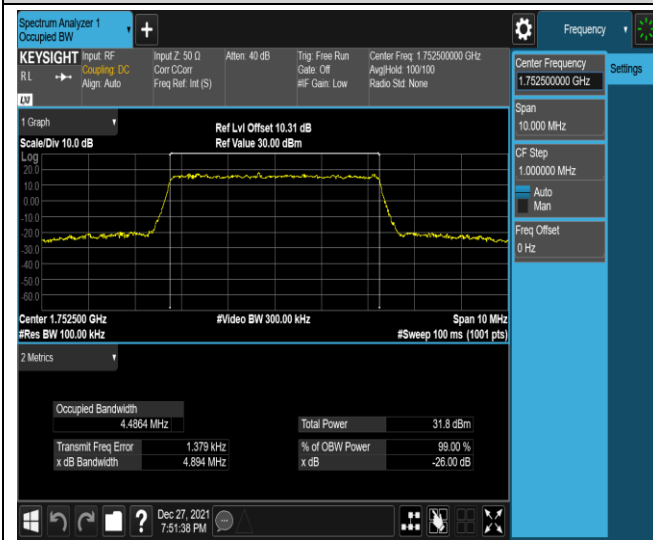 Spectrum Analyzer 1
Occupied BW
+
Frequency
KEYSIGHT
RL
LXI
Input: RF
Coupling: DC
Align: Auto
Input Z: 50 Ω
Corr CCorr
Freq Ref: Int (S)
Atten: 40 dB
Trig: Free Run
Gate: Off
#IF Gain: Low
Center Freq: 1.752500000 GHz
Avg|Hold: 100/100
Radio Std: None
Center Frequency
1.752500000 GHz
Settings
Span
10.000 MHz
CF Step
1.000000 MHz
Auto
Man
Freq Offset
0 Hz
1 Graph
Scale/Div 10.0 dB
Ref Lvl Offset 10.31 dB
Ref Value 30.00 dBm
Log
20.0
10.0
0.00
-10.0
-20.0
-30.0
-40.0
-50.0
-60.0
Center 1.752500 GHz
#Res BW 100.00 kHz
#Video BW 300.00 kHz
Span 10 MHz
#Sweep 100 ms (1001 pts)
2 Metrics
Occupied Bandwidth
4.4864 MHz
Total Power 31.8 dBm
Transmit Freq Error 1.379 kHz
% of OBW Power 99.00 %
x dB Bandwidth 4.894 MHz
x dB -26.00 dB
?
Dec 27, 2021
7:51:38 PM